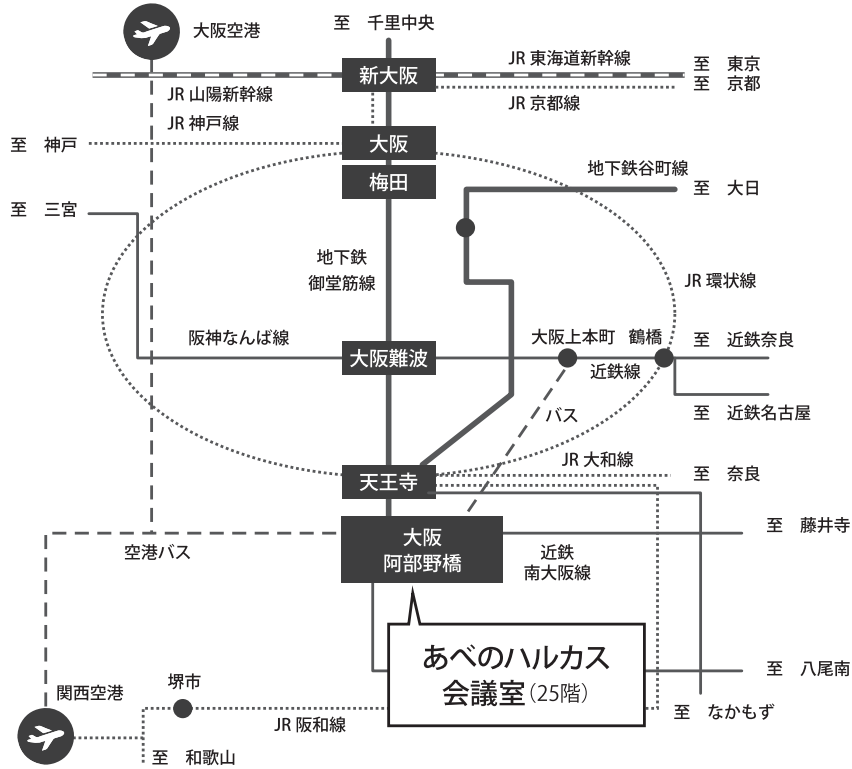 大阪空港
至 千里中央
JR 東海道新幹線
至 東京
新大阪
至 京都
JR 山陽新幹線
JR 京都線
JR 神戸線
至 神戸
大阪
梅田
地下鉄谷町線
至 大日
至 三宮
地下鉄
御堂筋線
JR 環状線
阪神なんば線
大阪上本町
鶴橋
至 近鉄奈良
大阪難波
近鉄線
至 近鉄名古屋
バス
JR 大和線
至 奈良
天王寺
至 藤井寺
大阪
阿部野橋
空港バス
近鉄
南大阪線
あべのハルカス
会議室(25階)
至 八尾南
関西空港
堺市
至 なかもず
JR 阪和線
至 和歌山